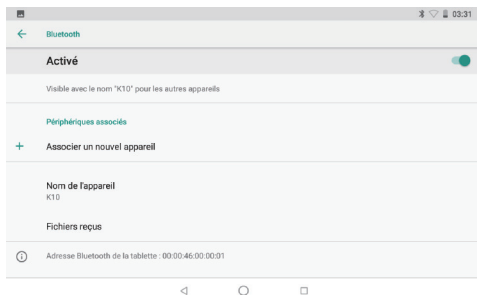 03:31
Bluetooth
Activé
Visible avec le nom "K10" pour les autres appareils
Périphériques associés
Associer un nouvel appareil
Nom de l'appareil
K10
Fichiers reçus
Adresse Bluetooth de la tablette : 00:00:46:00:00:01